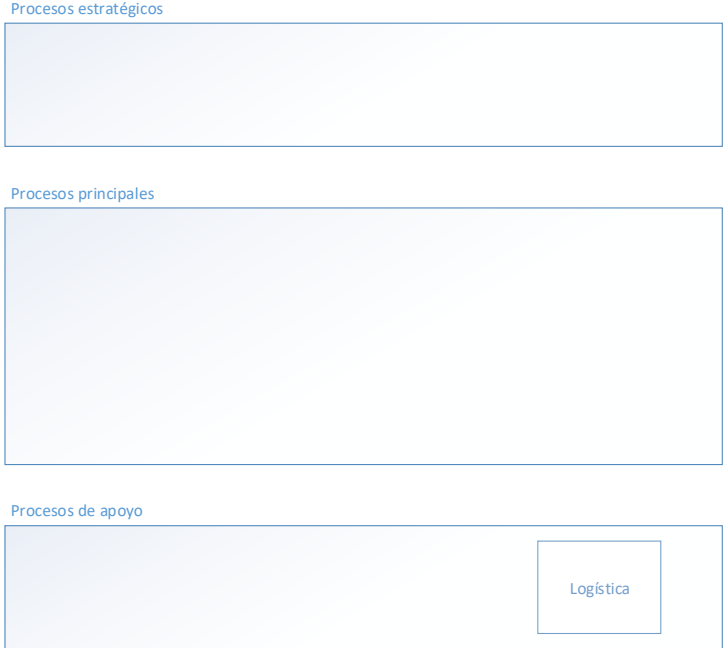 Procesos estratégicos
Procesos principales
Procesos de apoyo
Logística